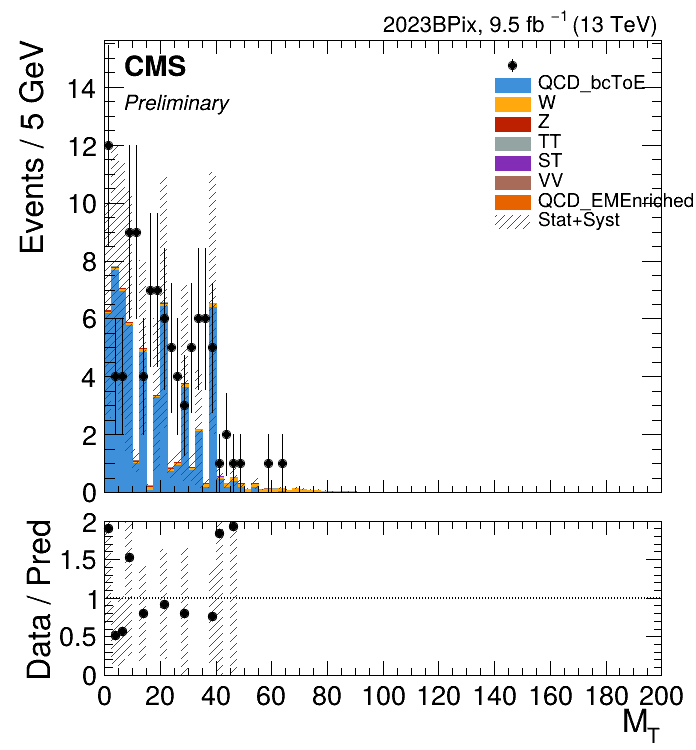 2023BPix, 9.5 fb⁻¹ (13 TeV)
CMS
Preliminary
QCD_bcToE
W
Z
TT
ST
VV
QCD_EMEnriched
Stat+Syst
Events / 5 GeV
14
12
10
8
6
4
2
0
Data / Pred
2
1.5
1
0.5
0
0 20 40 60 80 100 120 140 160 180 200
M_T